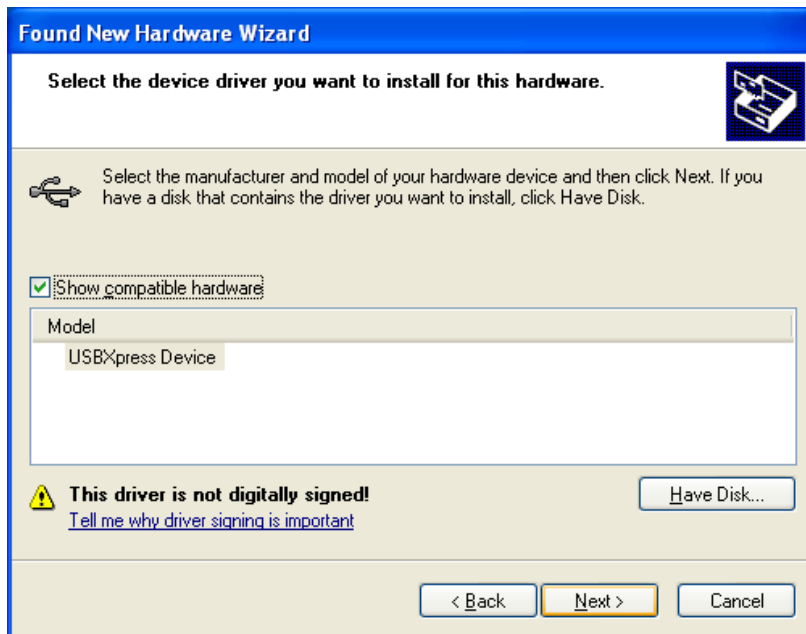 Found New Hardware Wizard
Select the device driver you want to install for this hardware.
Select the manufacturer and model of your hardware device and then click Next. If you
have a disk that contains the driver you want to install, click Have Disk.
Show compatible hardware
Model
USBXpress Device
This driver is not digitally signed!
Have Disk...
Tell me why driver signing is important
< Back
Next >
Cancel